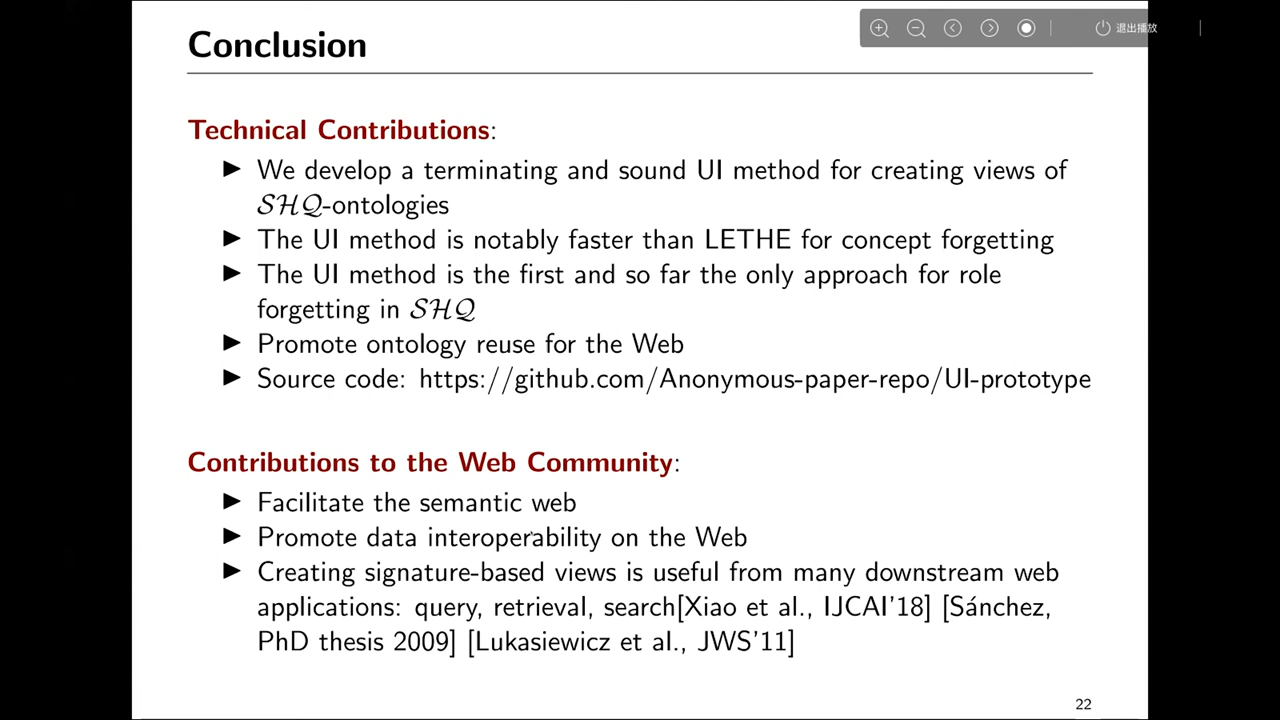 Conclusion
退出播放
Technical Contributions:
▶ We develop a terminating and sound UI method for creating views of
𝒮ℋ𝒬-ontologies
▶ The UI method is notably faster than LETHE for concept forgetting
▶ The UI method is the first and so far the only approach for role
forgetting in 𝒮ℋ𝒬
▶ Promote ontology reuse for the Web
▶ Source code: https://github.com/Anonymous-paper-repo/UI-prototype
Contributions to the Web Community:
▶ Facilitate the semantic web
▶ Promote data interoperability on the Web
▶ Creating signature-based views is useful from many downstream web
applications: query, retrieval, search[Xiao et al., IJCAI'18] [Sánchez,
PhD thesis 2009] [Lukasiewicz et al., JWS'11]
22